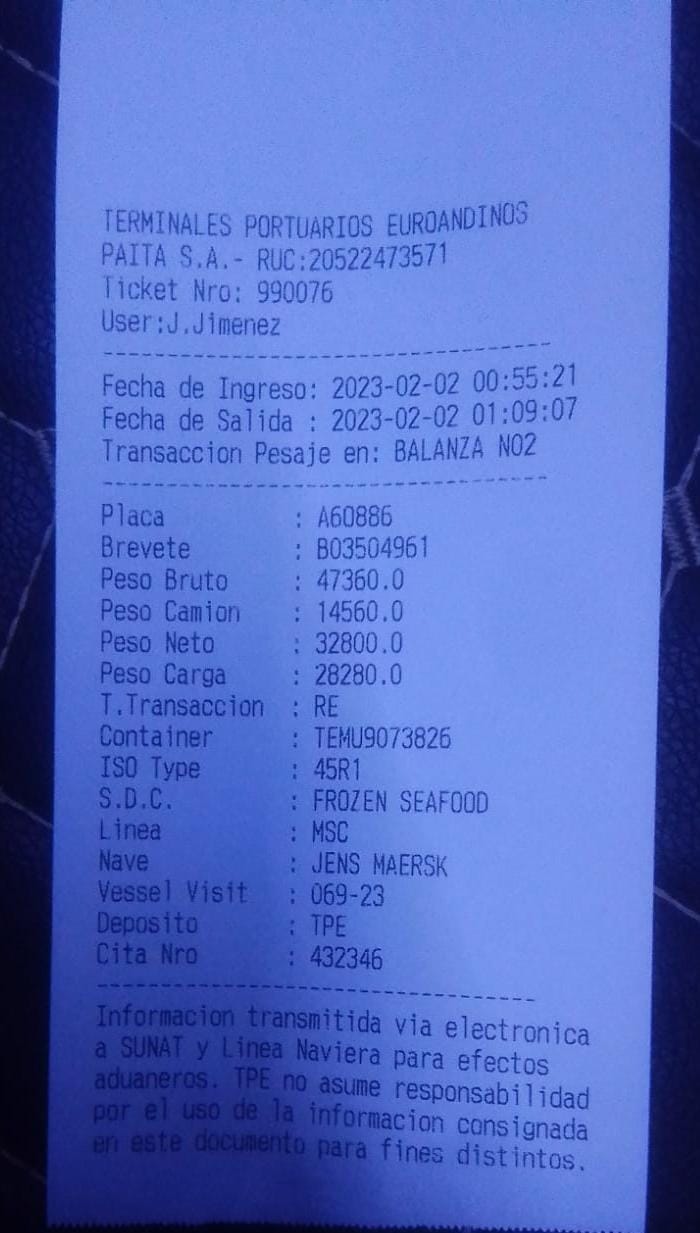 TERMINALES PORTUARIOS EUROANDINOS
PAITA S.A.- RUC:20522473571
Ticket Nro: 990076
User:J.Jimenez
Fecha de Ingreso: 2023-02-02 00:55:21
Fecha de Salida : 2023-02-02 01:09:07
Transaccion Pesaje en: BALANZA NO2
Placa : A60886
Brevete : B03504961
Peso Bruto : 47360.0
Peso Camion : 14560.0
Peso Neto : 32800.0
Peso Carga : 28280.0
T.Transaccion : RE
Container : TEMU9073826
ISO Type : 45R1
S.D.C. : FROZEN SEAFOOD
Linea : MSC
Nave : JENS MAERSK
Vessel Visit : 069-23
Deposito : TPE
Cita Nro : 432346
Informacion transmitida via electronica
a SUNAT y Linea Naviera para efectos
aduaneros. TPE no asume responsabilidad
por el uso de la informacion consignada
en este documento para fines distintos.